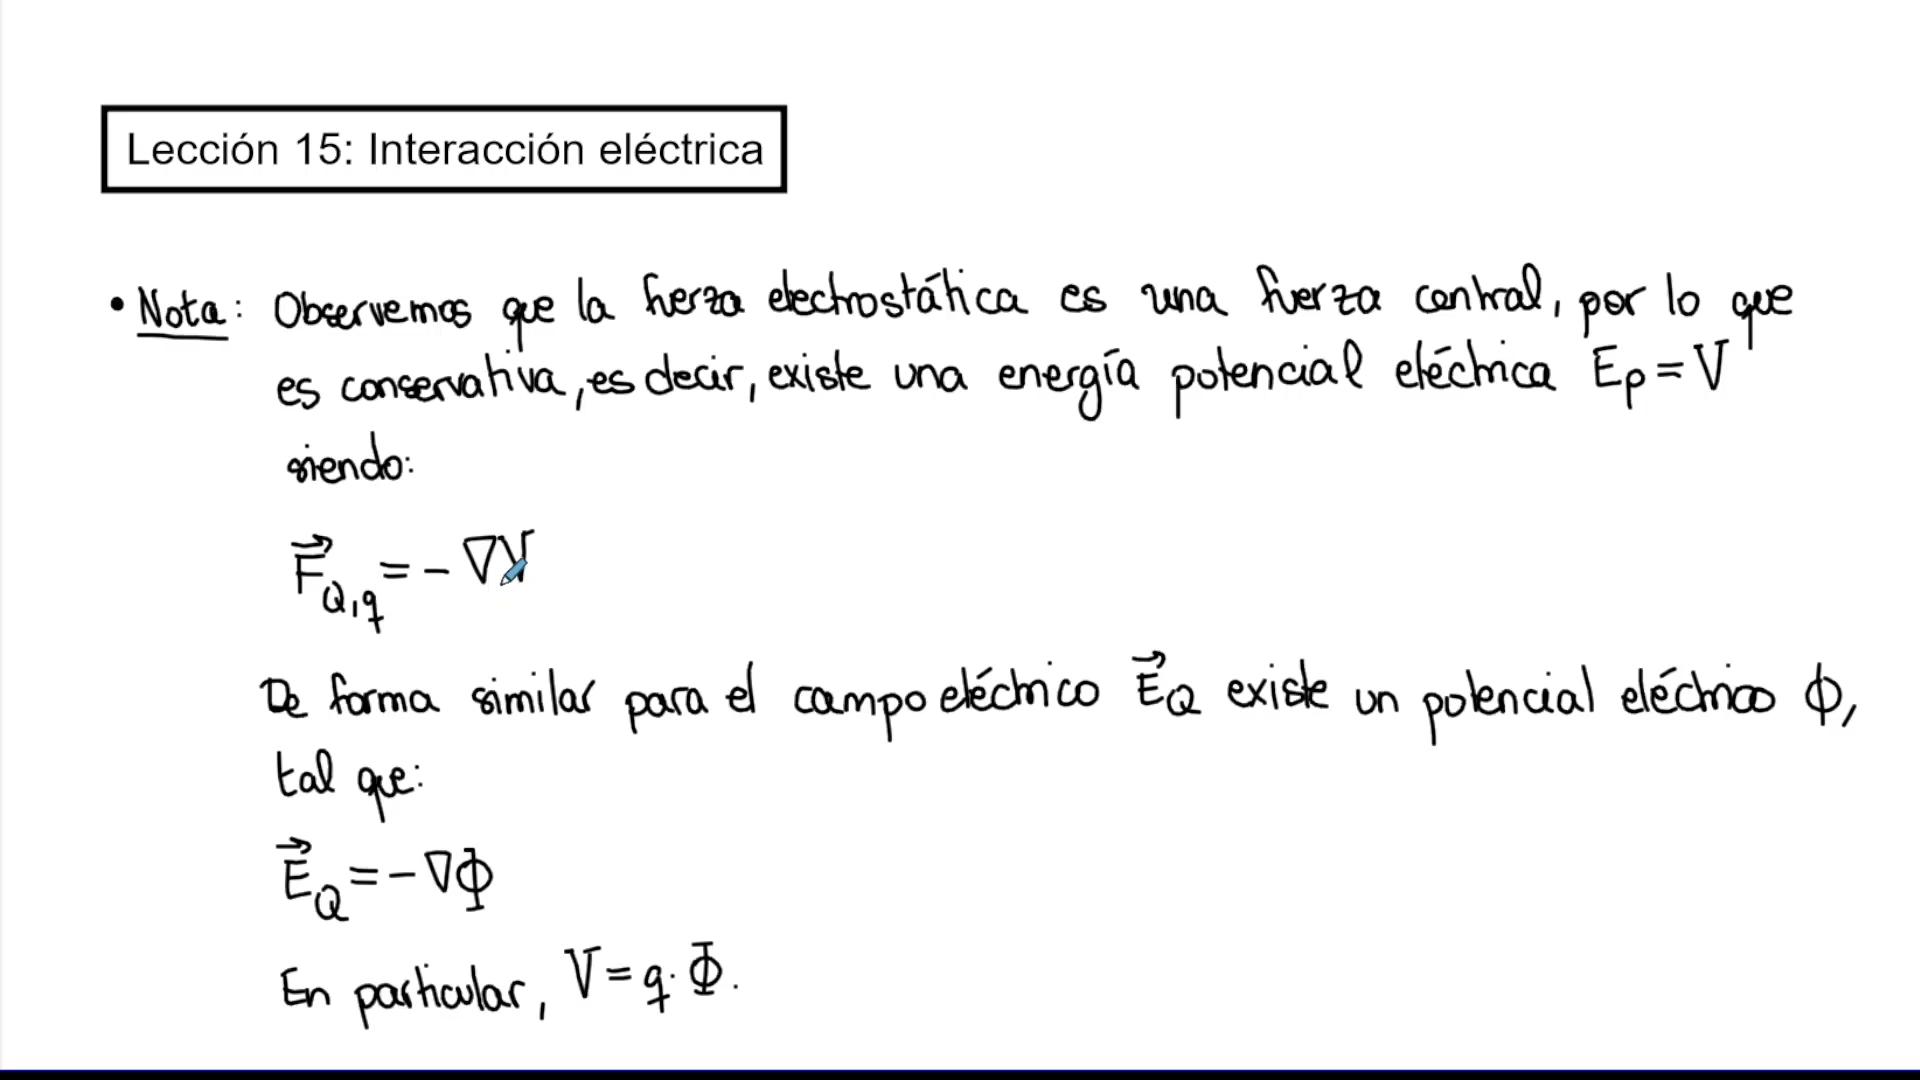 Lección 15: Interacción eléctrica
• Nota: Observemos que la fuerza electrostática es una fuerza central, por lo que
es conservativa, es decir, existe una energía potencial eléctrica Ep = V
siendo:
F⃗Q,q = - ∇V
De forma similar para el campo eléctrico E⃗Q existe un potencial eléctrico ϕ,
tal que:
E⃗Q = - ∇Φ
En particular, V = q · Φ.